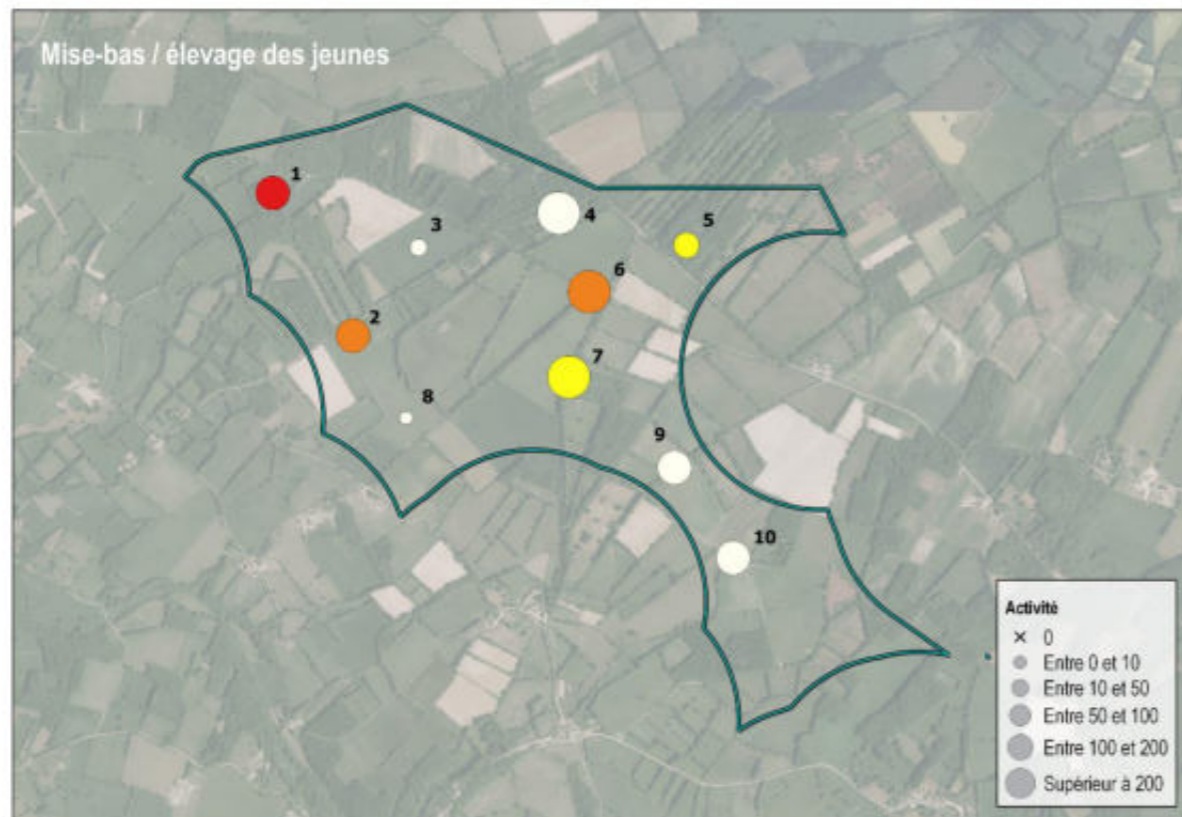 Mise-bas / élevage des jeunes
1
3
4
5
6
2
7
8
9
10
Activité
× 0
Entre 0 et 10
Entre 10 et 50
Entre 50 et 100
Entre 100 et 200
Supérieur à 200